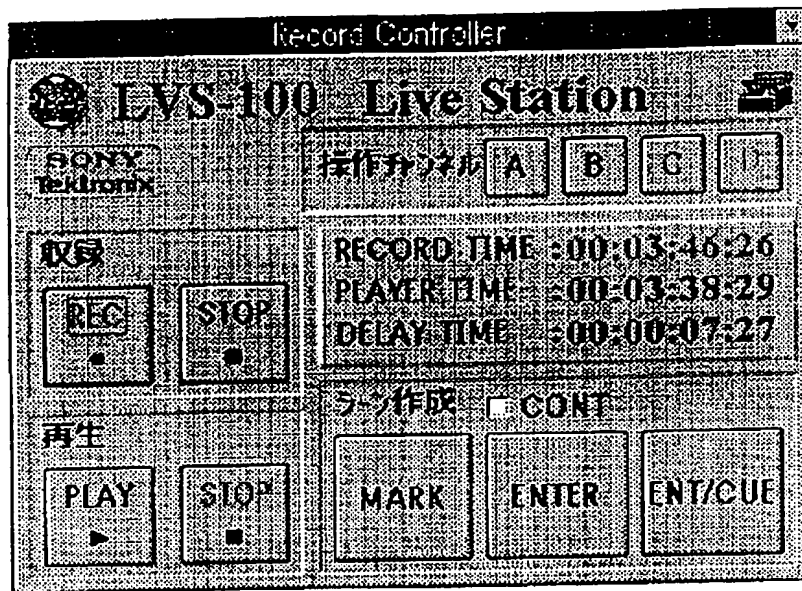 Record Controller
LVS-100 Live Station
SONY
Tektronix
操作チャンネル A B C D
収録
REC STOP
RECORD TIME :00:03:46:26
PLAYER TIME :00:03:38:29
DELAY TIME :00:00:07:27
再生
PLAY STOP
シーン作成 CONT
MARK ENTER ENT/CUE